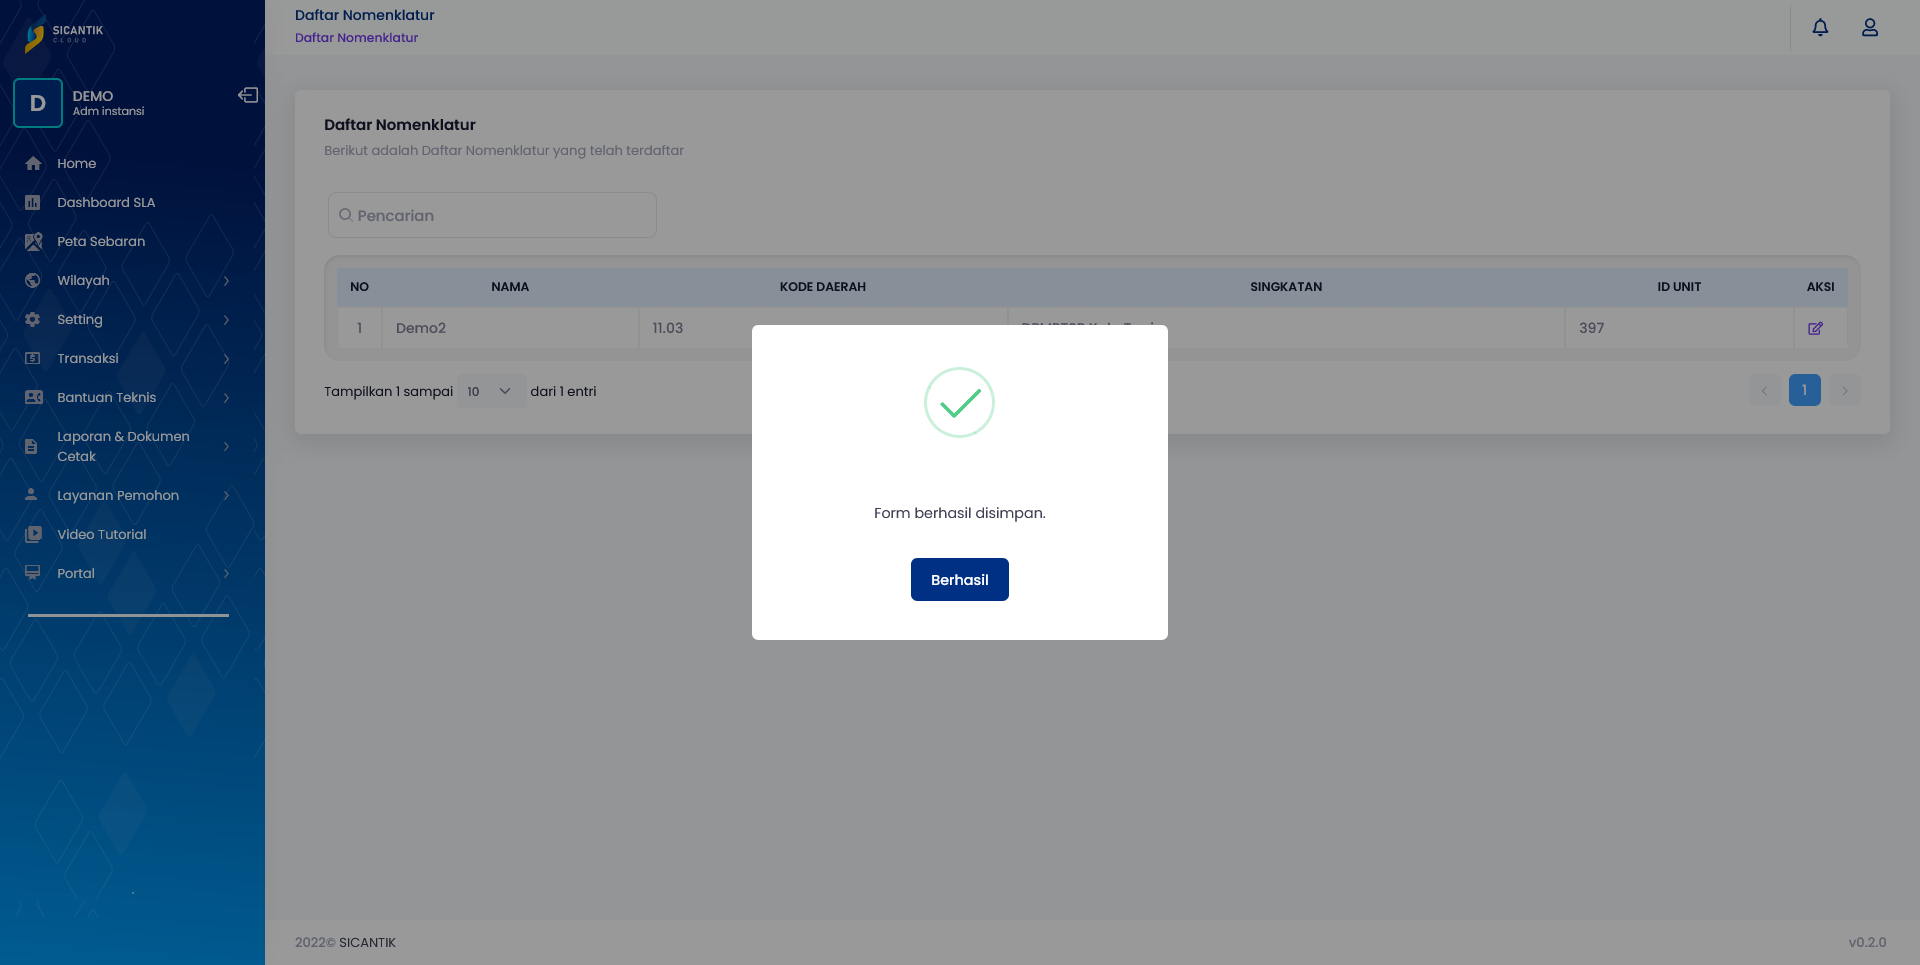 SICANTIK
CLOUD
D
DEMO
Adm instansi
Home
Dashboard SLA
Peta Sebaran
Wilayah
Setting
Transaksi
Bantuan Teknis
Laporan & Dokumen
Cetak
Layanan Pemohon
Video Tutorial
Portal
Daftar Nomenklatur
Daftar Nomenklatur
Daftar Nomenklatur
Berikut adalah Daftar Nomenklatur yang telah terdaftar
Pencarian
NO NAMA KODE DAERAH SINGKATAN ID UNIT AKSI
1 Demo2 11.03 397
Tampilkan 1 sampai 10 dari 1 entri
1
Form berhasil disimpan.
Berhasil
2022© SICANTIK
v0.2.0